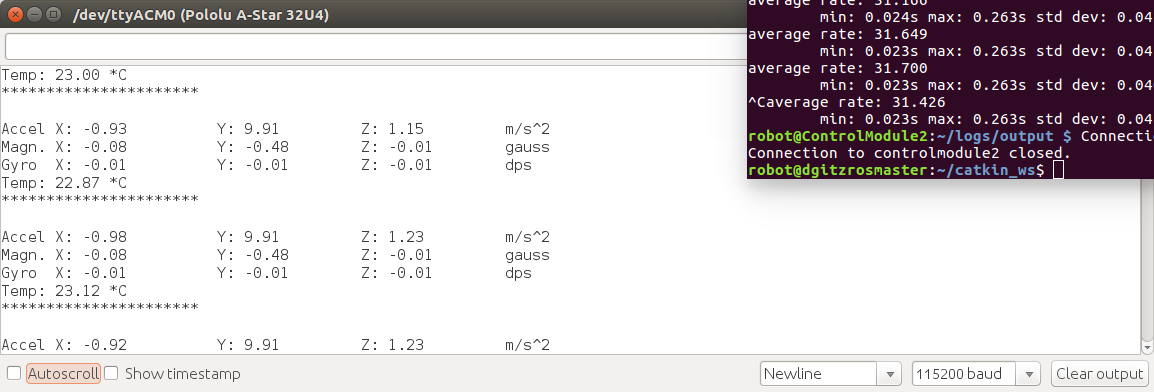 /dev/ttyACM0 (Pololu A-Star 32U4)
Temp: 23.00 *C
**********************
Accel X: -0.93 Y: 9.91 Z: 1.15 m/s^2
Magn. X: -0.08 Y: -0.48 Z: -0.01 gauss
Gyro X: -0.01 Y: -0.01 Z: -0.01 dps
Temp: 22.87 *C
**********************
Accel X: -0.98 Y: 9.91 Z: 1.23 m/s^2
Magn. X: -0.08 Y: -0.48 Z: -0.01 gauss
Gyro X: -0.01 Y: -0.01 Z: -0.01 dps
Temp: 23.12 *C
**********************
Accel X: -0.92 Y: 9.91 Z: 1.23 m/s^2
Autoscroll Show timestamp Newline 115200 baud Clear output
average rate: 31.166
min: 0.024s max: 0.263s std dev: 0.04
average rate: 31.649
min: 0.023s max: 0.263s std dev: 0.04
average rate: 31.700
min: 0.023s max: 0.263s std dev: 0.04
^Caverage rate: 31.426
min: 0.023s max: 0.263s std dev: 0.04
robot@ControlModule2:~/logs/output $ Connecti
Connection to controlmodule2 closed.
robot@dgitzrosmaster:~/catkin_ws$